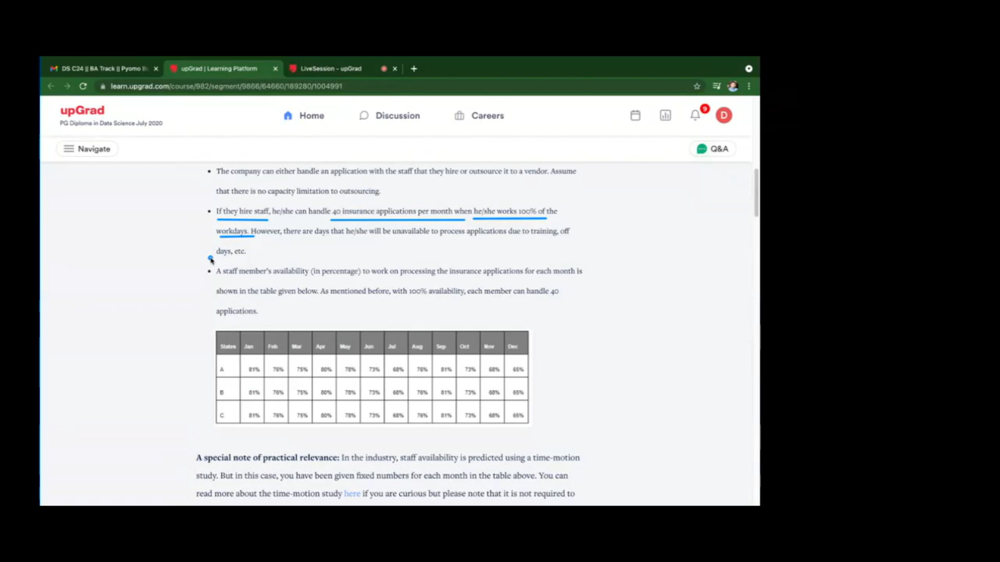 DS C24 || BA Track || Pyomo Bu
upGrad | Learning Platform
LiveSession - upGrad
learn.upgrad.com/course/982/segment/9866/64660/189280/1004991
upGrad
PG Diploma in Data Science July 2020
Home
Discussion
Careers
9
D
Navigate
Q&A
• The company can either handle an application with the staff that they hire or outsource it to a vendor. Assume
that there is no capacity limitation to outsourcing.
• If they hire staff, he/she can handle 40 insurance applications per month when he/she works 100% of the
workdays. However, there are days that he/she will be unavailable to process applications due to training, off
days, etc.
• A staff member's availability (in percentage) to work on processing the insurance applications for each month is
shown in the table given below. As mentioned before, with 100% availability, each member can handle 40
applications.
States Jan Feb Mar Apr May Jun Jul Aug Sep Oct Nov Dec
A 81% 76% 75% 80% 78% 73% 68% 76% 81% 73% 68% 65%
B 81% 76% 75% 80% 78% 73% 68% 76% 81% 73% 68% 65%
C 81% 76% 75% 80% 78% 73% 68% 76% 81% 73% 68% 65%
A special note of practical relevance: In the industry, staff availability is predicted using a time-motion
study. But in this case, you have been given fixed numbers for each month in the table above. You can
read more about the time-motion study here if you are curious but please note that it is not required to